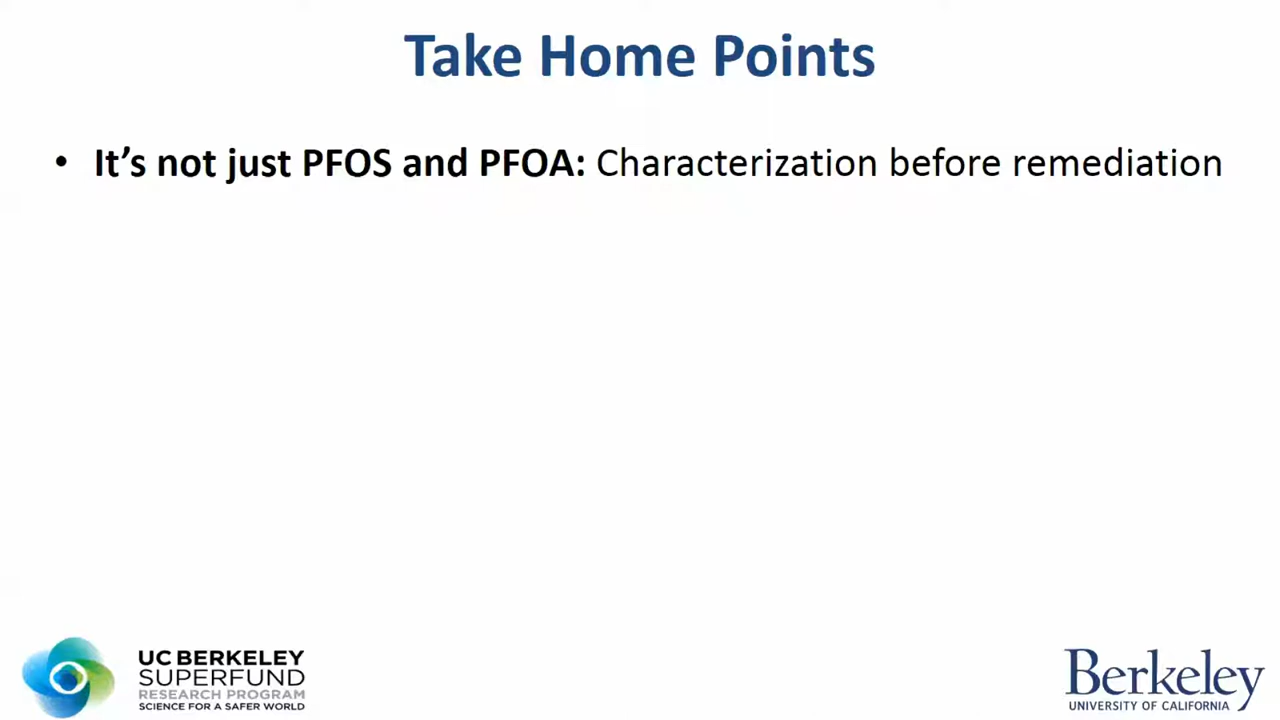 Take Home Points
• It’s not just PFOS and PFOA: Characterization before remediation
UC BERKELEY
SUPERFUND
RESEARCH PROGRAM
SCIENCE FOR A SAFER WORLD
Berkeley
UNIVERSITY OF CALIFORNIA